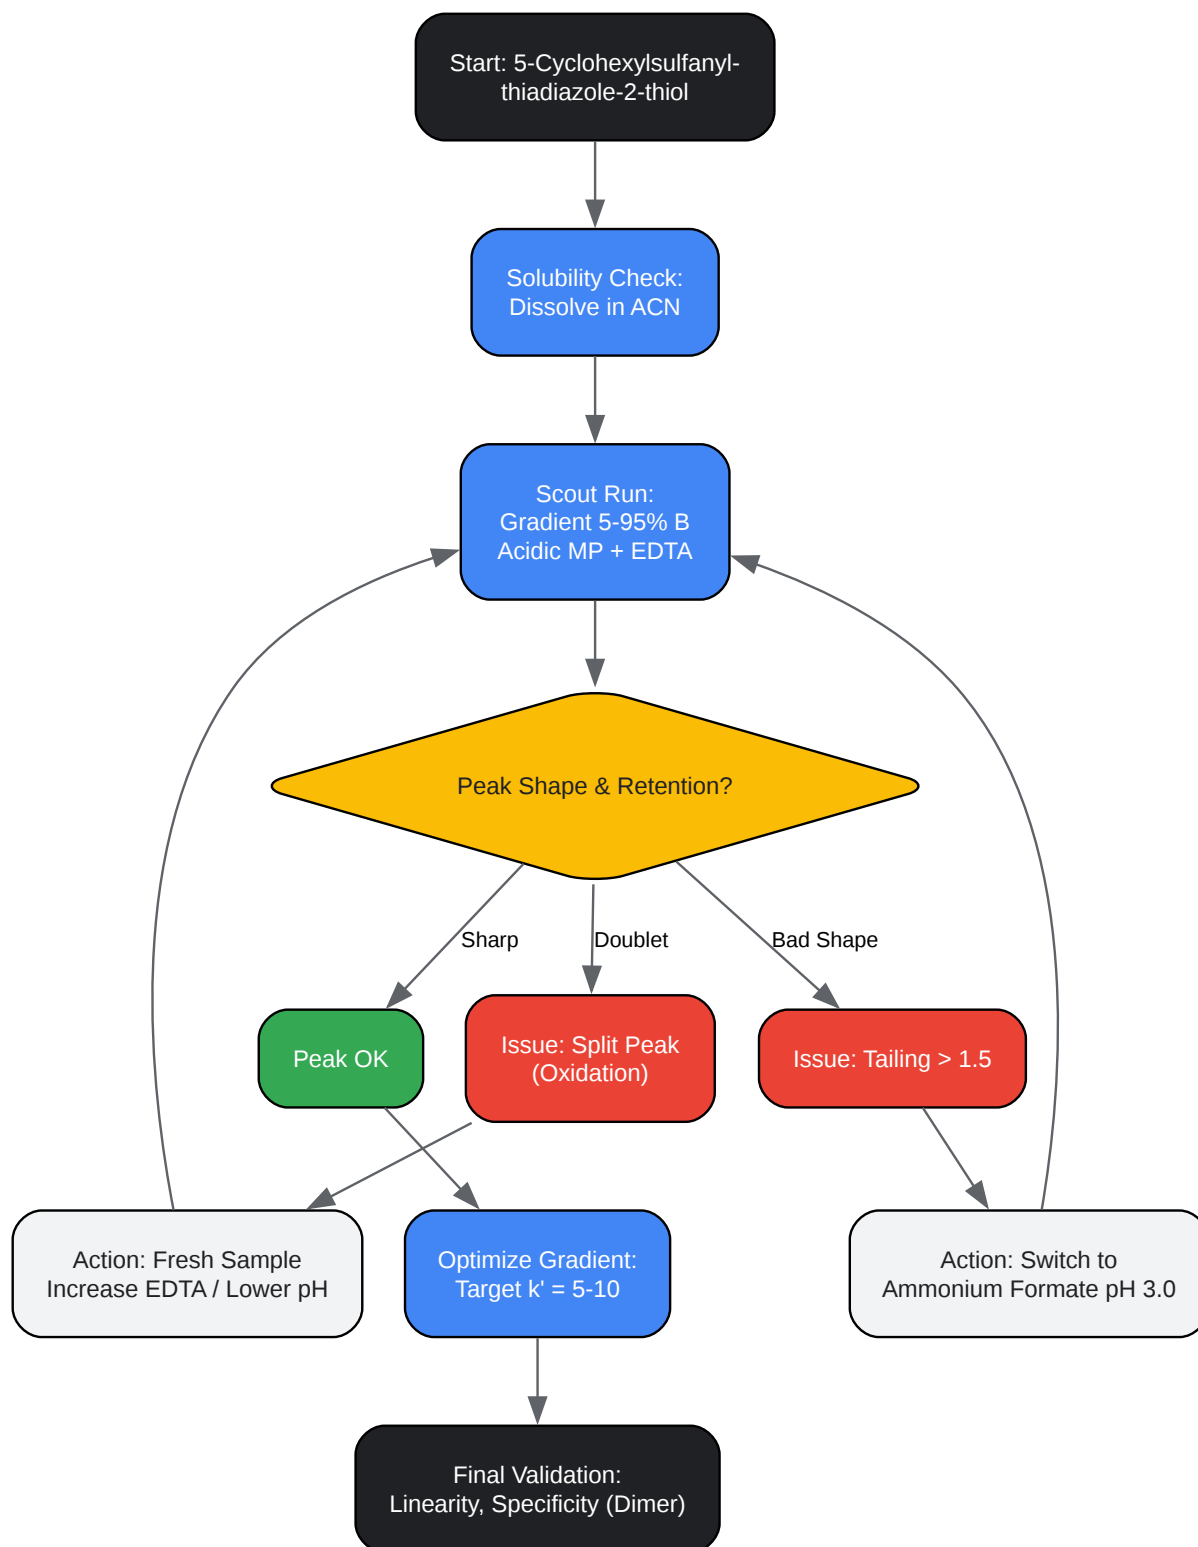 Start: 5-Cyclohexylsulfanyl-
thiadiazole-2-thiol
Solubility Check:
Dissolve in ACN
Scout Run:
Gradient 5-95% B
Acidic MP + EDTA
Peak Shape & Retention?
Sharp
Doublet
Bad Shape
Peak OK
Issue: Split Peak
(Oxidation)
Issue: Tailing > 1.5
Action: Fresh Sample
Increase EDTA / Lower pH
Optimize Gradient:
Target k' = 5-10
Action: Switch to
Ammonium Formate pH 3.0
Final Validation:
Linearity, Specificity (Dimer)